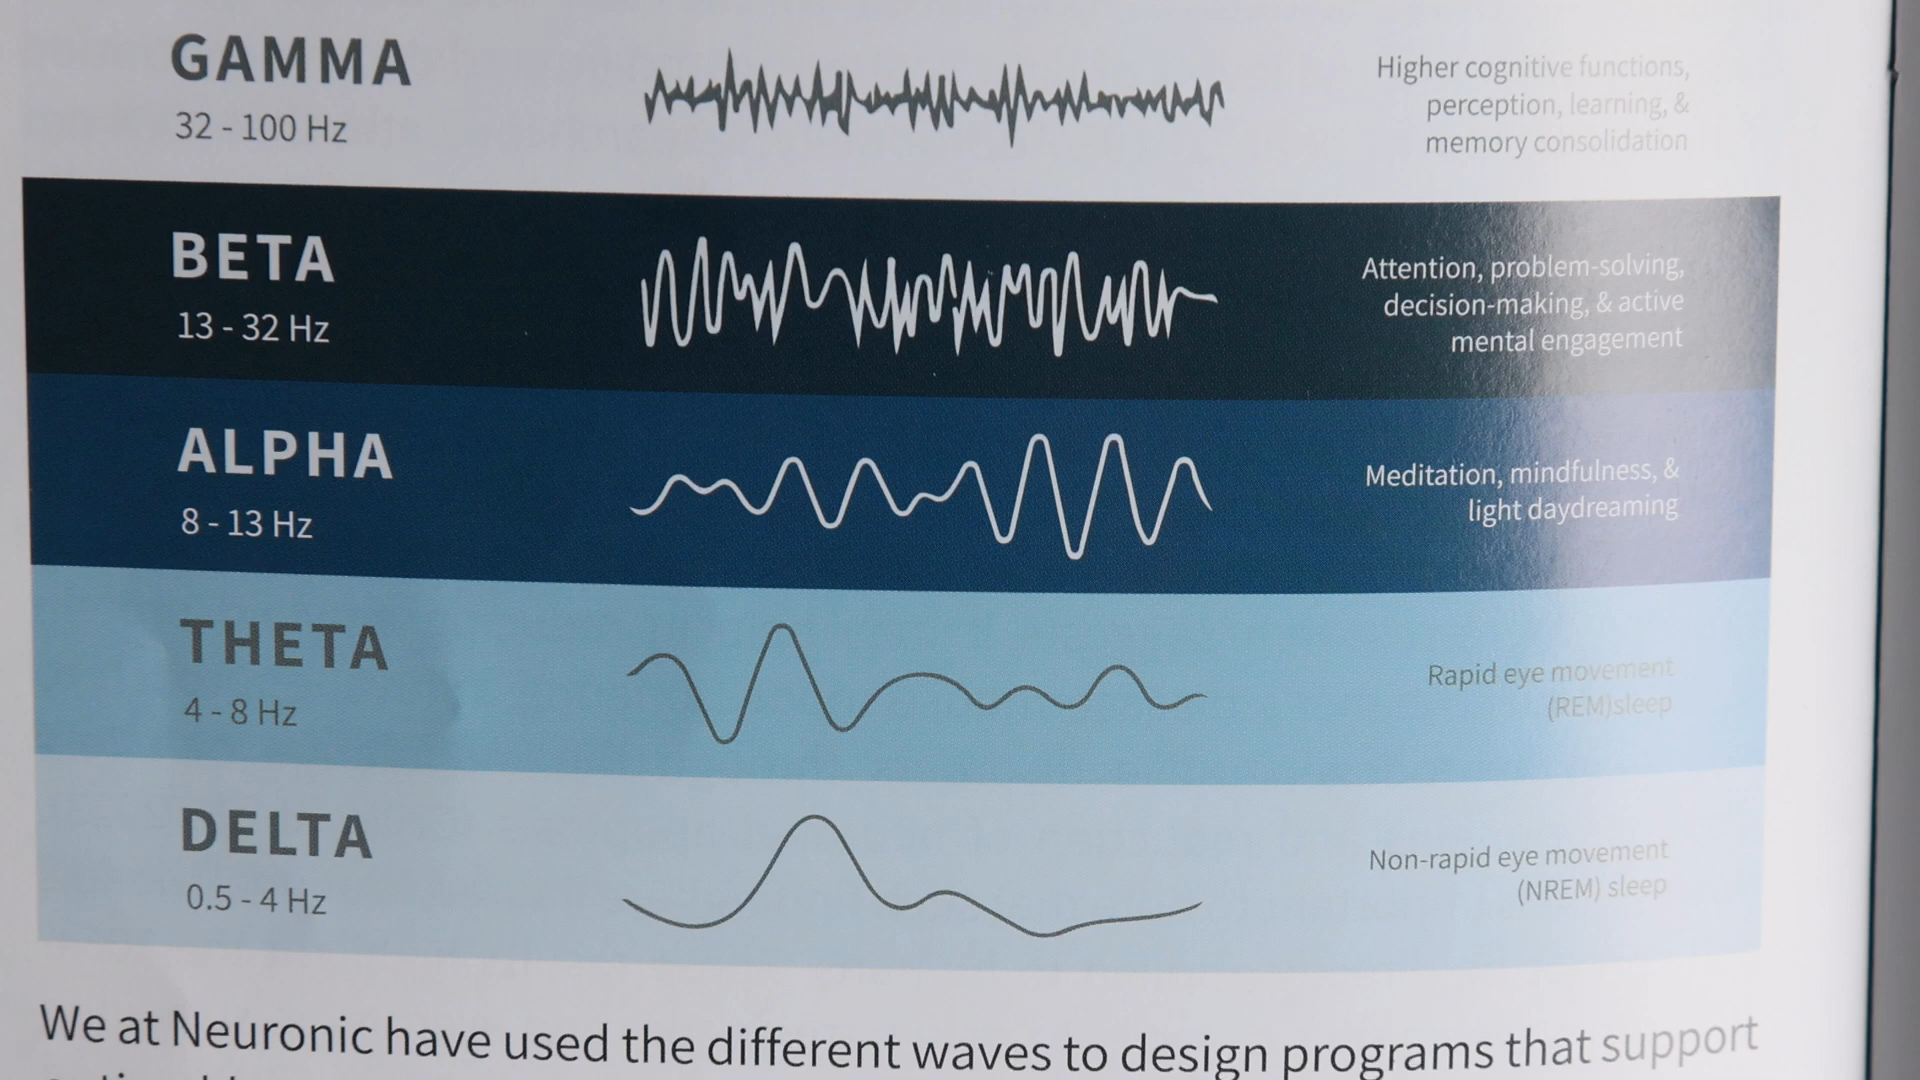 GAMMA
32 - 100 Hz
Higher cognitive functions,
perception, learning, &
memory consolidation
BETA
13 - 32 Hz
Attention, problem-solving,
decision-making, & active
mental engagement
ALPHA
8 - 13 Hz
Meditation, mindfulness, &
light daydreaming
THETA
4 - 8 Hz
Rapid eye movement
(REM)sleep
DELTA
0.5 - 4 Hz
Non-rapid eye movement
(NREM) sleep
We at Neuronic have used the different waves to design programs that support